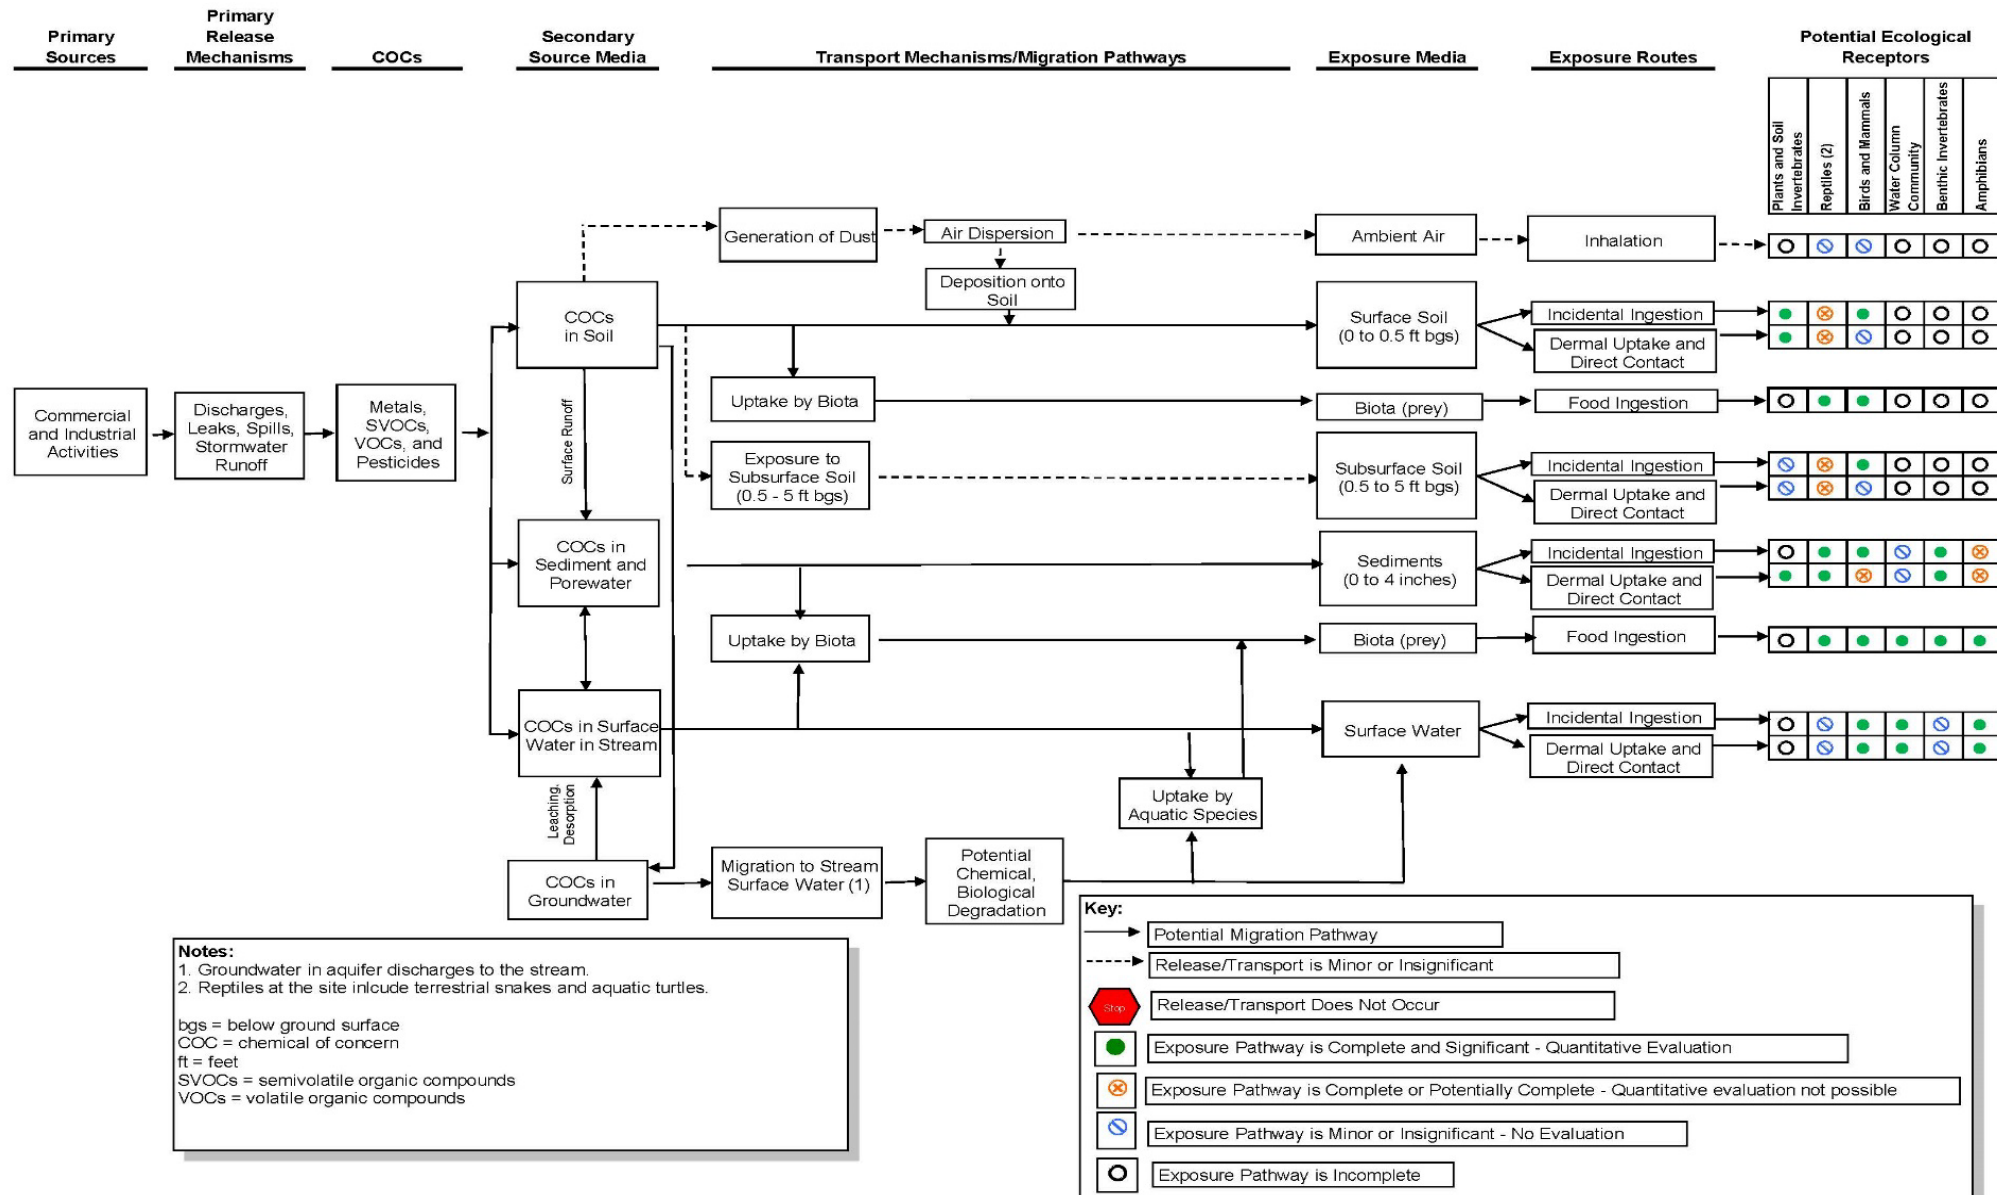 Primary
Sources
Primary
Release
Mechanisms
COCs
Secondary
Source Media
Transport Mechanisms/Migration Pathways
Exposure Media
Exposure Routes
Potential Ecological
Receptors
Plants and Soil
Invertebrates
Reptiles (2)
Birds and Mammals
Water Column
Community
Benthic Invertebrates
Amphibians
Generation of Dust
Air Dispersion
Ambient Air
Inhalation
Deposition onto
Soil
COCs
in Soil
Surface Soil
(0 to 0.5 ft bgs)
Incidental Ingestion
Dermal Uptake and
Direct Contact
Commercial
and Industrial
Activities
Discharges,
Leaks, Spills,
Stormwater
Runoff
Metals,
SVOCs,
VOCs, and
Pesticides
Surface Runoff
Uptake by Biota
Biota (prey)
Food Ingestion
Exposure to
Subsurface Soil
(0.5 - 5 ft bgs)
Subsurface Soil
(0.5 to 5 ft bgs)
Incidental Ingestion
Dermal Uptake and
Direct Contact
COCs in
Sediment and
Porewater
Sediments
(0 to 4 inches)
Incidental Ingestion
Dermal Uptake and
Direct Contact
Uptake by Biota
Biota (prey)
Food Ingestion
COCs in Surface
Water in Stream
Surface Water
Incidental Ingestion
Dermal Uptake and
Direct Contact
Leaching,
Desorption
Uptake by
Aquatic Species
COCs in
Groundwater
Migration to Stream
Surface Water (1)
Potential
Chemical,
Biological
Degradation
Notes:
1. Groundwater in aquifer discharges to the stream.
2. Reptiles at the site inlcude terrestrial snakes and aquatic turtles.
bgs = below ground surface
COC = chemical of concern
ft = feet
SVOCs = semivolatile organic compounds
VOCs = volatile organic compounds
Key:
Potential Migration Pathway
Release/Transport is Minor or Insignificant
Stop
Release/Transport Does Not Occur
Exposure Pathway is Complete and Significant - Quantitative Evaluation
Exposure Pathway is Complete or Potentially Complete - Quantitative evaluation not possible
Exposure Pathway is Minor or Insignificant - No Evaluation
Exposure Pathway is Incomplete